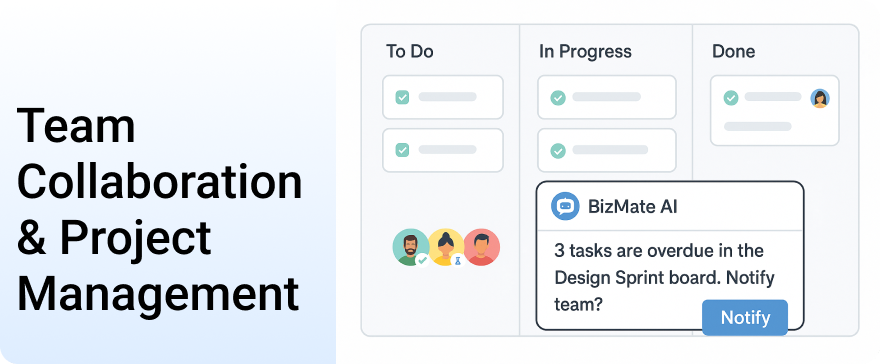 Team
Collaboration
& Project
Management
To Do
In Progress
Done
BizMate AI
3 tasks are overdue in the
Design Sprint board. Notify
team?
Notify